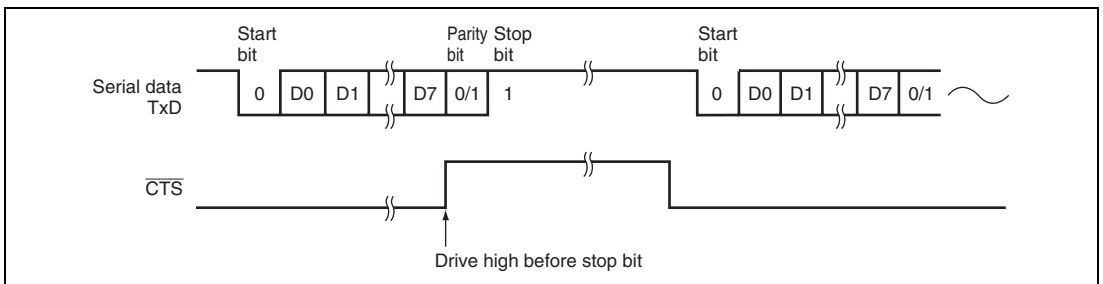 Start bit
Parity bit
Stop bit
Start bit
Serial data TxD
0 D0 D1 D7 0/1 1 0 D0 D1 D7 0/1
CTS
Drive high before stop bit